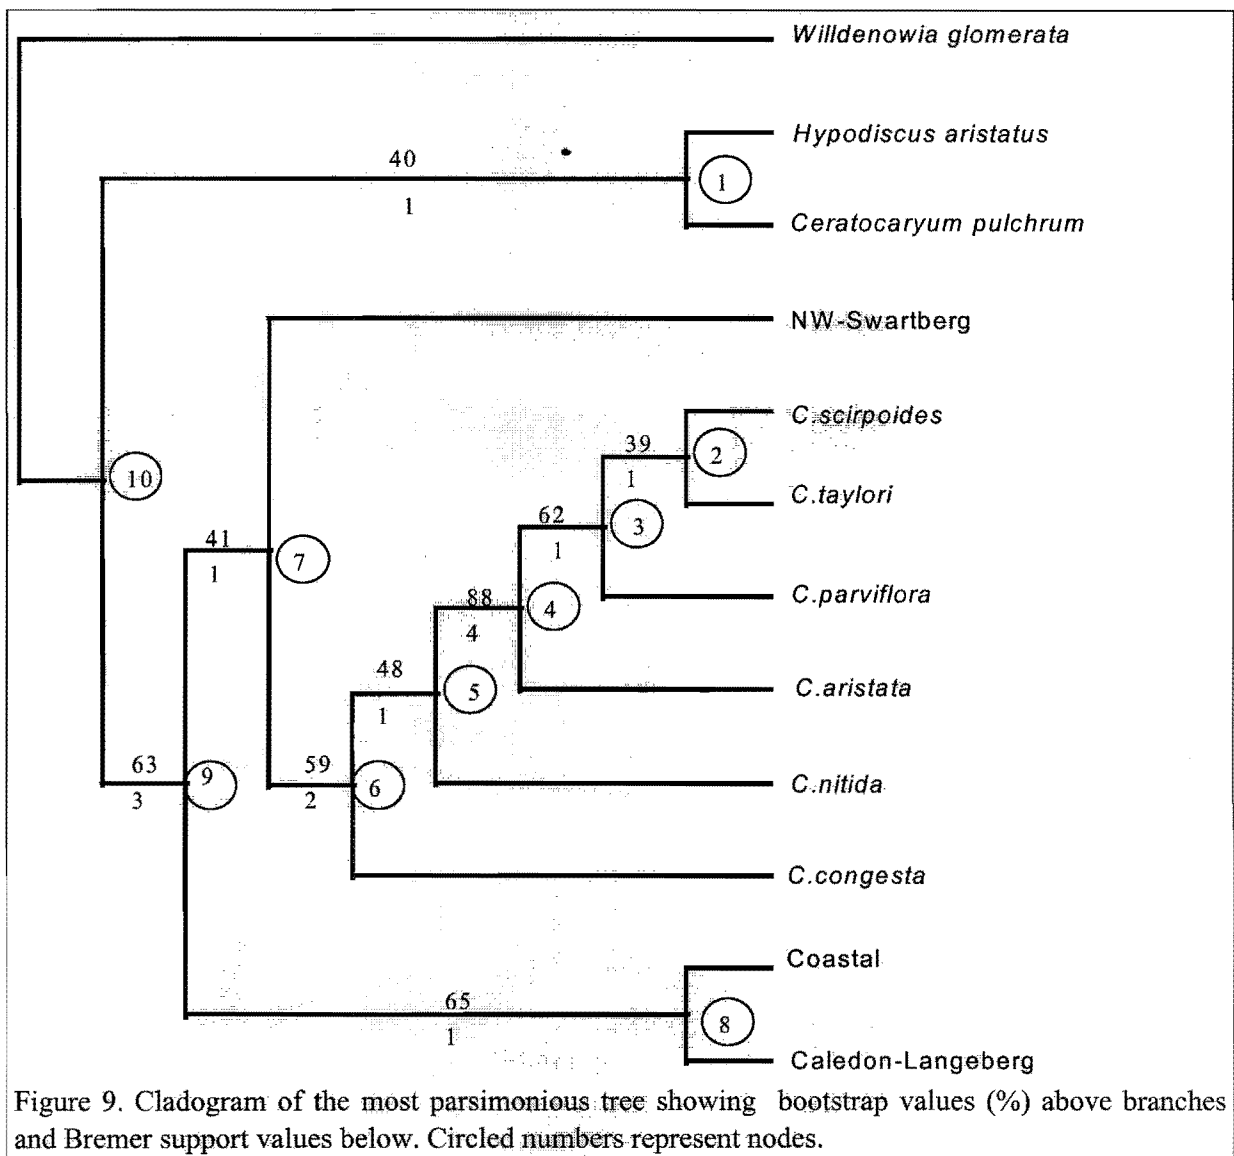 Willdenowia glomerata
Hypodiscus aristatus
40
1
1
Ceratocaryum pulchrum
NW-Swartberg
C.scirpoides
39
2
1
C.taylori
10
62
3
1
41
7
1
C.parviflora
88
4
4
48
5
1
C.aristata
63
9
3
59
6
2
C.nitida
C.congesta
Coastal
65
8
1
Caledon-Langeberg
Figure 9. Cladogram of the most parsimonious tree showing bootstrap values (%) above branches
and Bremer support values below. Circled numbers represent nodes.